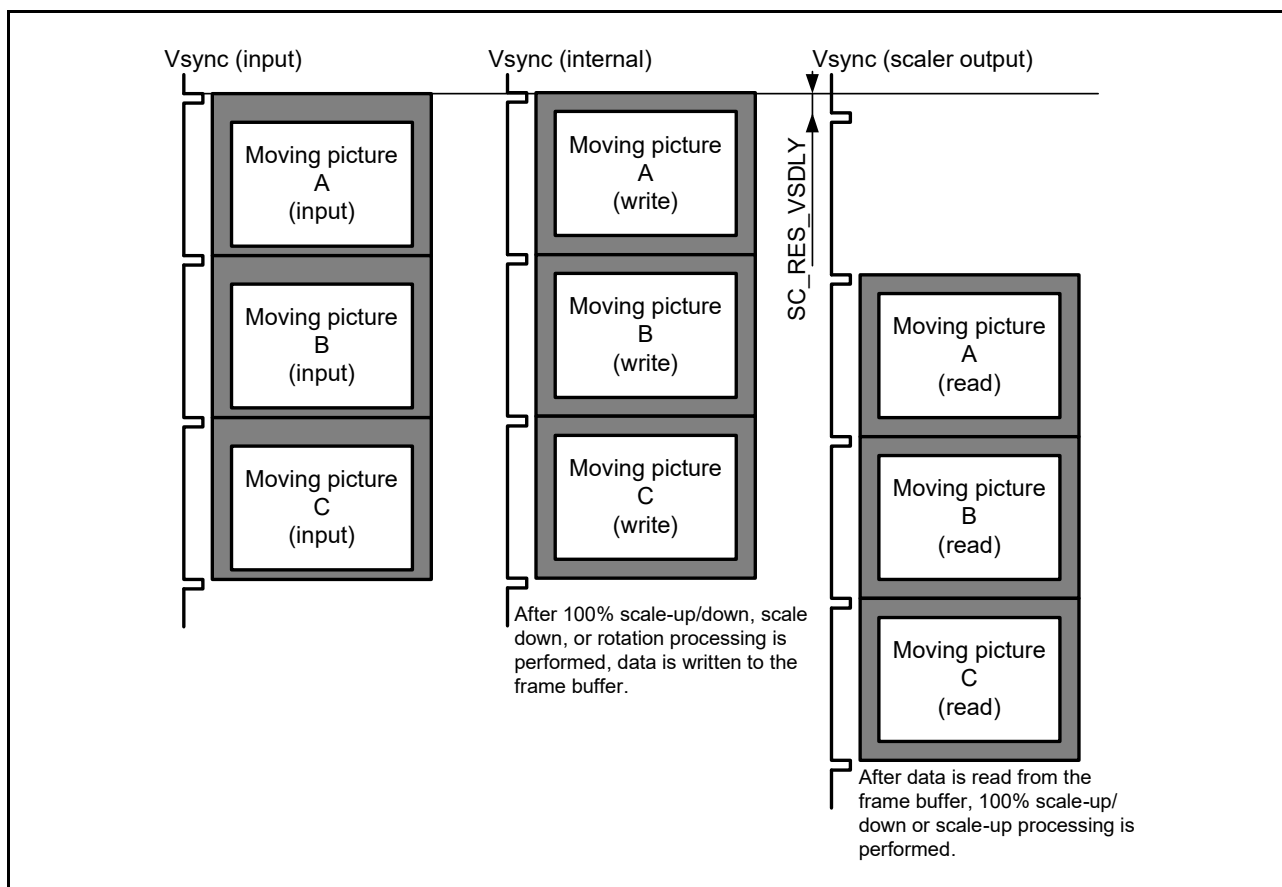 Vsync (input)
Vsync (internal)
Vsync (scaler output)
Moving picture
A
(input)
Moving picture
B
(input)
Moving picture
C
(input)
Moving picture
A
(write)
Moving picture
B
(write)
Moving picture
C
(write)
After 100% scale-up/down, scale
down, or rotation processing is
performed, data is written to the
frame buffer.
SC_RES_VSDLY
Moving picture
A
(read)
Moving picture
B
(read)
Moving picture
C
(read)
After data is read from the
frame buffer, 100% scale-up/
down or scale-up processing is
performed.